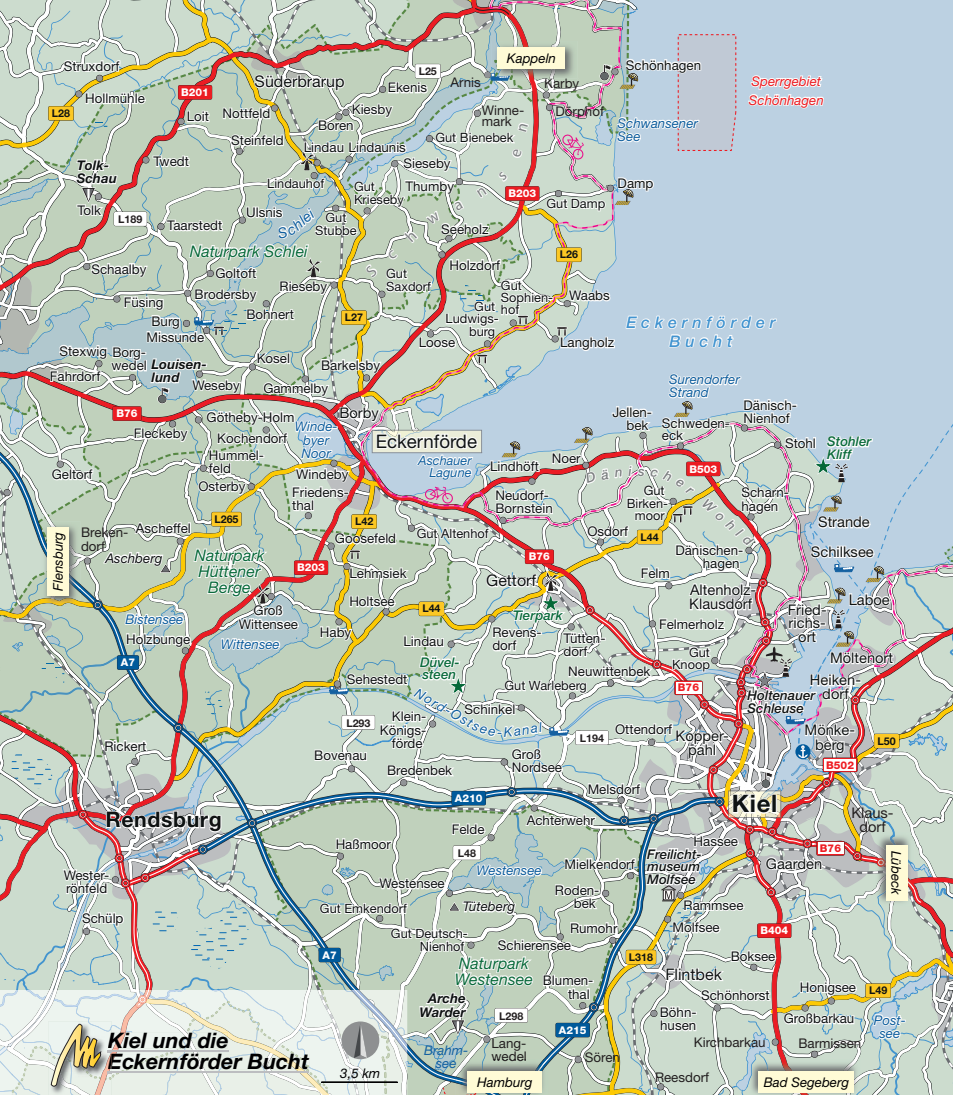 Kappeln
Struxdorf
L25
Schönhagen
Süderbrarup
Arnis
Ekenis
Karby
Sperrgebiet
Schönhagen
B201
Hollmühle
L28
Loit
Nottfeld
Kiesby
Boren
Winne-
mark
Dörphof
Schwansener
See
Steinfeld
Gut Bienebek
Lindau
Lindaunis
Tolk-
Schau
Twedt
Sieseby
Lindauhof
Gut
Krieseby
Thumby
B203
Damp
Gut Damp
Tolk
L189
Taarstedt
Ulsnis
Schlei
Gut
Stubbe
Schwansen
Seeholz
Naturpark Schlei
L26
Schaalby
Goltoft
Rieseby
Gut
Saxdorf
Holzdorf
Füsing
Brodersby
Bohnert
Gut
Sophien-
hof
Waabs
Burg
Missunde
L27
Gut
Ludwigs-
burg
Eckernförder
Bucht
Loose
Langholz
Stexwig
Borg-
wedel
Louisen-
lund
Kosel
Barkelsby
Fahrdorf
Weseby
Gammelby
Surendorfer
Strand
B76
Götheby-Holm
Borby
Jellen-
bek
Dänisch-
Nienhof
Fleckeby
Kochendorf
Winde-
byer
Noor
Eckernförde
Schweden-
eck
Stohl
Stohler
Kliff
Hummel-
feld
Aschauer
Lagune
Lindhöft
Noer
B503
Geltorf
Windeby
Osterby
Dänischer Wohld
Friedens-
thal
Neudorf-
Bornstein
Gut
Birken-
moor
Scharn-
hagen
L265
L42
Strande
Flensburg
Breken-
dorf
Ascheffel
Aschberg
Goosefeld
Gut Altenhof
Osdorf
L44
Dänischen-
hagen
Schilksee
Naturpark
Hüttener
Berge
B203
Lehmsiek
B76
Gettorf
Felm
Altenholz-
Klausdorf
Laboe
Groß
Wittensee
Holtsee
L44
Tierpark
Fried-
richs-
ort
Bistensee
Haby
Revens-
dorf
Tütten-
dorf
Felmerholz
Holzbunge
Wittensee
Lindau
Möltenort
A7
Düvel-
steen
Neuwittenbek
Gut
Knoop
Heiken-
dorf
Sehestedt
Gut Warleberg
B76
Holtenauer
Schleuse
Schinkel
Nord-Ostsee-Kanal
L293
Klein-
Königs-
förde
L194
Ottendorf
Kopper-
pahl
Mönke-
berg
L50
Rickert
Bovenau
Groß
Nordsee
B502
Bredenbek
A210
Melsdorf
Kiel
Rendsburg
Achterwehr
Klaus-
dorf
Felde
Hassee
B76
Haßmoor
L48
Freilicht-
museum
Molfsee
Gaarden
Lübeck
Wester-
rönfeld
Westensee
Westensee
Mielkendorf
Roden-
bek
Rammsee
Schülp
Gut Emkendorf
Tüteberg
Rumohr
Molfsee
B404
Gut Deutsch-
Nienhof
Schierensee
L318
Boksee
A7
Naturpark
Westensee
Blumen-
thal
Flintbek
Honigsee
L49
Arche
Warder
Schönhorst
L298
Böhn-
husen
Großbarkau
Post-
see
A215
Kiel und die
Eckernförder Bucht
Brahm-
see
Lang-
wedel
Kirchbarkau
Barmissen
Sören
3,5 km
Hamburg
Reesdorf
Bad Segeberg